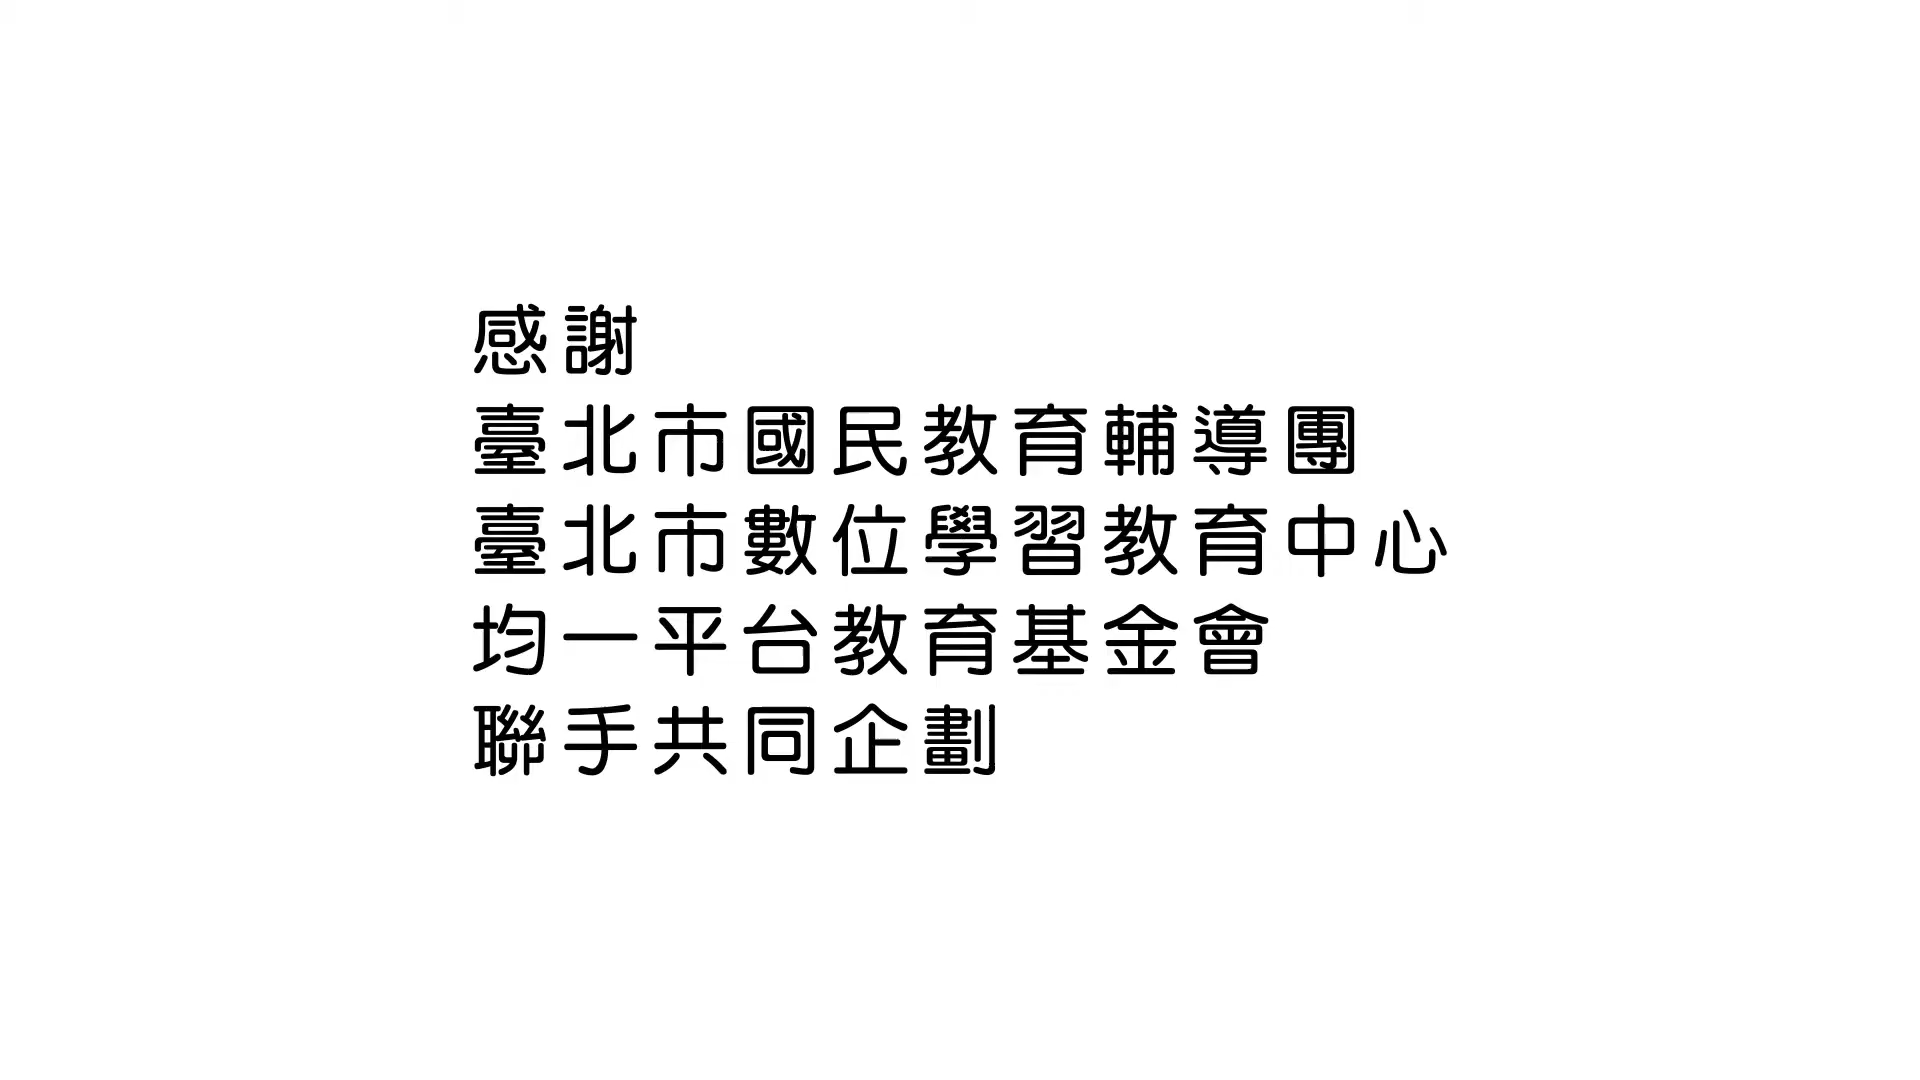 感謝
臺北市國民教育輔導團
臺北市數位學習教育中心
均一平台教育基金會
聯手共同企劃